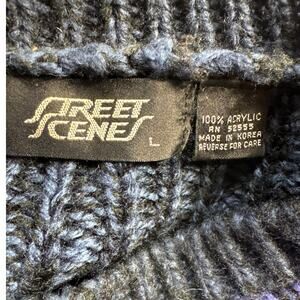 STREET
SCENES
L
100% ACRYLIC
RN 52555
MADE IN KOREA
REVERSE FOR CARE